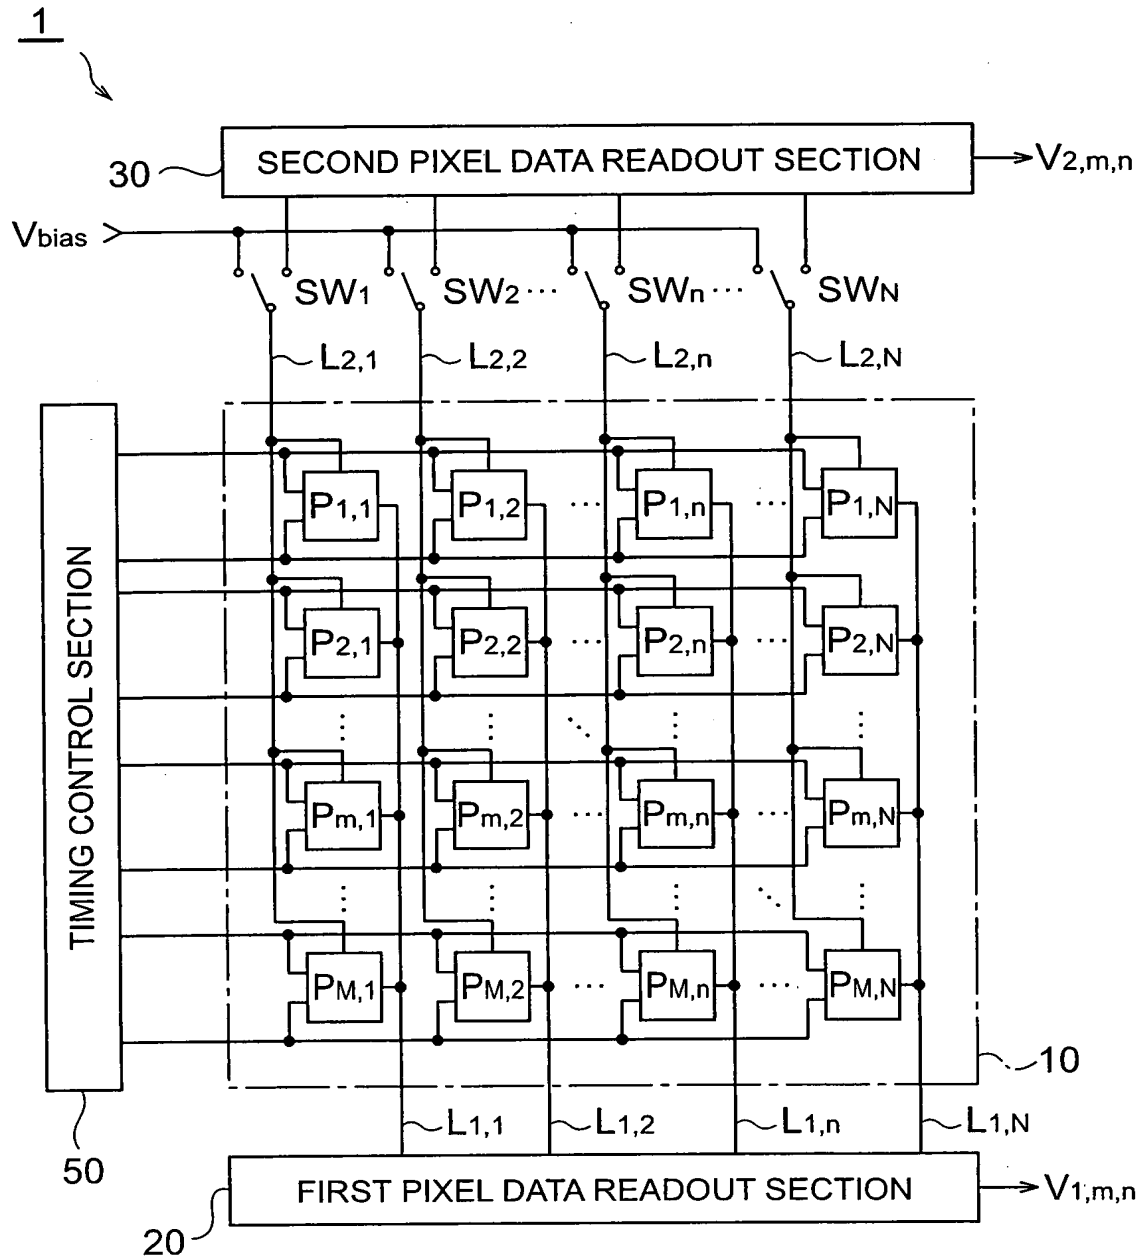 1
30
SECOND PIXEL DATA READOUT SECTION
V2,m,n
Vbias
SW1
SW2 ···
SWn ···
SWN
L2,1
L2,2
L2,n
L2,N
TIMING CONTROL SECTION
P1,1
P1,2
···
P1,n
···
P1,N
P2,1
P2,2
···
P2,n
···
P2,N
Pm,1
Pm,2
···
Pm,n
···
Pm,N
PM,1
PM,2
···
PM,n
···
PM,N
10
50
L1,1
L1,2
L1,n
L1,N
FIRST PIXEL DATA READOUT SECTION
V1,m,n
20